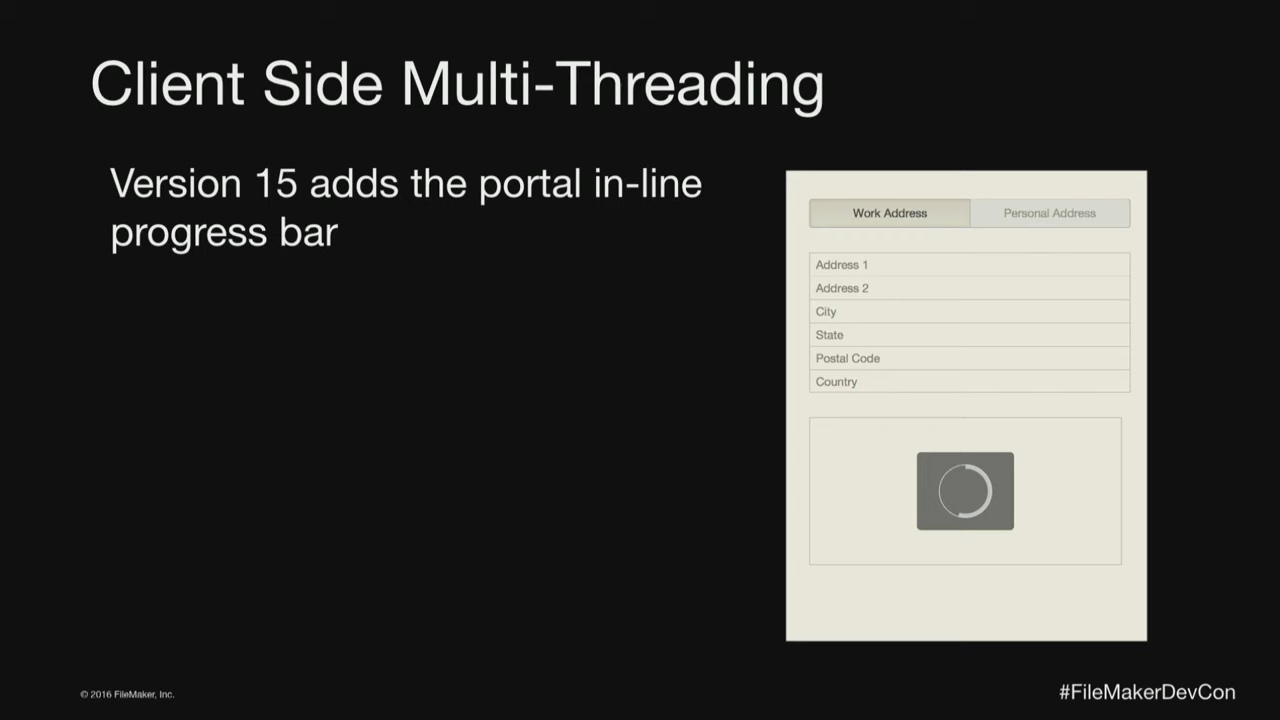 Client Side Multi-Threading
Version 15 adds the portal in-line
progress bar
Work Address
Personal Address
Address 1
Address 2
City
State
Postal Code
Country
© 2016 FileMaker, Inc.
#FileMakerDevCon